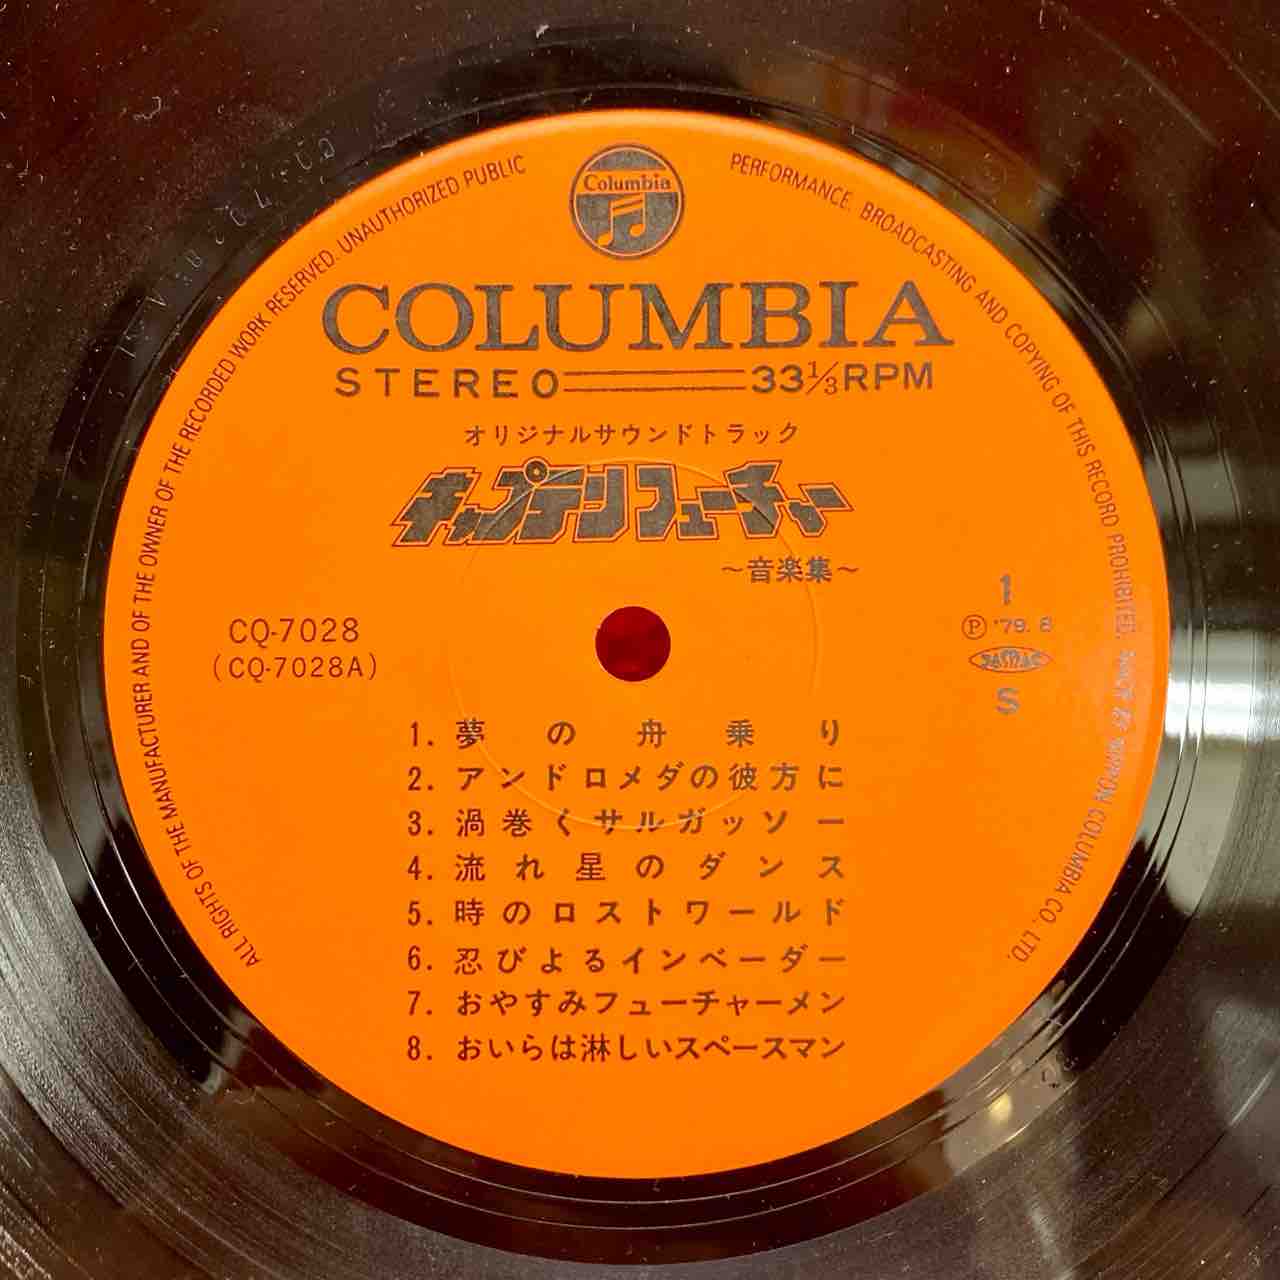 ALL RIGHTS OF THE MANUFACTURER AND OF THE OWNER OF THE RECORDED WORK RESERVED. UNAUTHORIZED PUBLIC PERFORMANCE. BROADCASTING AND COPYING OF THIS RECORD PROHIBITED. MFD. BY NIPPON COLUMBIA CO., LTD.
Columbia
COLUMBIA
STEREO 33⅓RPM
オリジナルサウンドトラック
キャプテンフューチャー
～音楽集～
CQ-7028
(CQ-7028A)
1
Ⓟ '79. 8
JASRAC
S
1. 夢の舟乗り
2. アンドロメダの彼方に
3. 渦巻くサルガッソー
4. 流れ星のダンス
5. 時のロストワールド
6. 忍びよるインベーダー
7. おやすみフューチャーメン
8. おいらは淋しいスペースマン